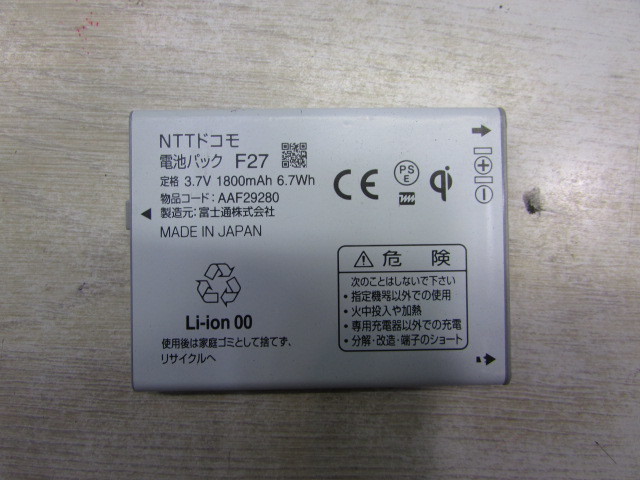 NTTドコモ
電池パック F27
定格 3.7V 1800mAh 6.7Wh
物品コード：AAF29280
製造元：富士通株式会社
MADE IN JAPAN
CE
PS
E
qi
Li-ion 00
使用後は家庭ゴミとして捨てず、
リサイクルへ
危険
次のことはしないで下さい
・指定機器以外での使用
・火中投入や加熱
・専用充電器以外での充電
・分解・改造・端子のショート